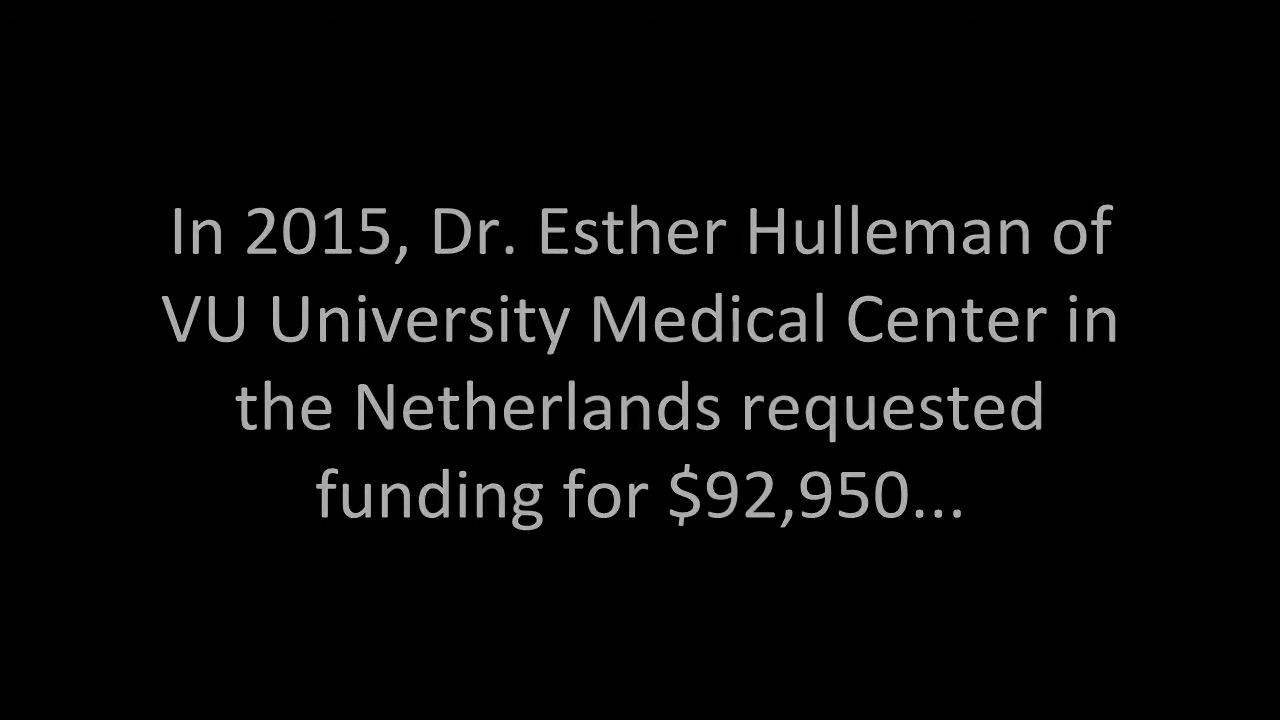 In 2015, Dr. Esther Hulleman of
VU University Medical Center in
the Netherlands requested
funding for $92,950...